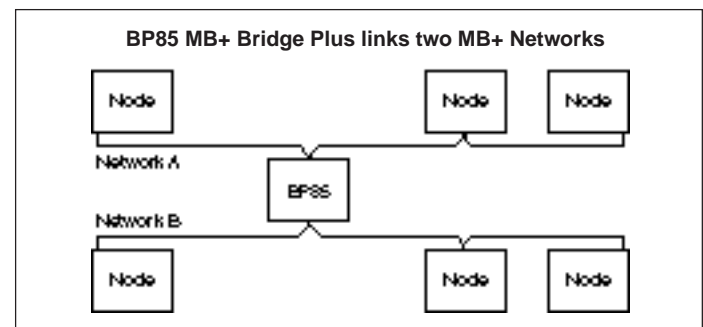 BP85 MB+ Bridge Plus links two MB+ Networks
Node Node Node
Network A
BP85
Network B
Node Node Node